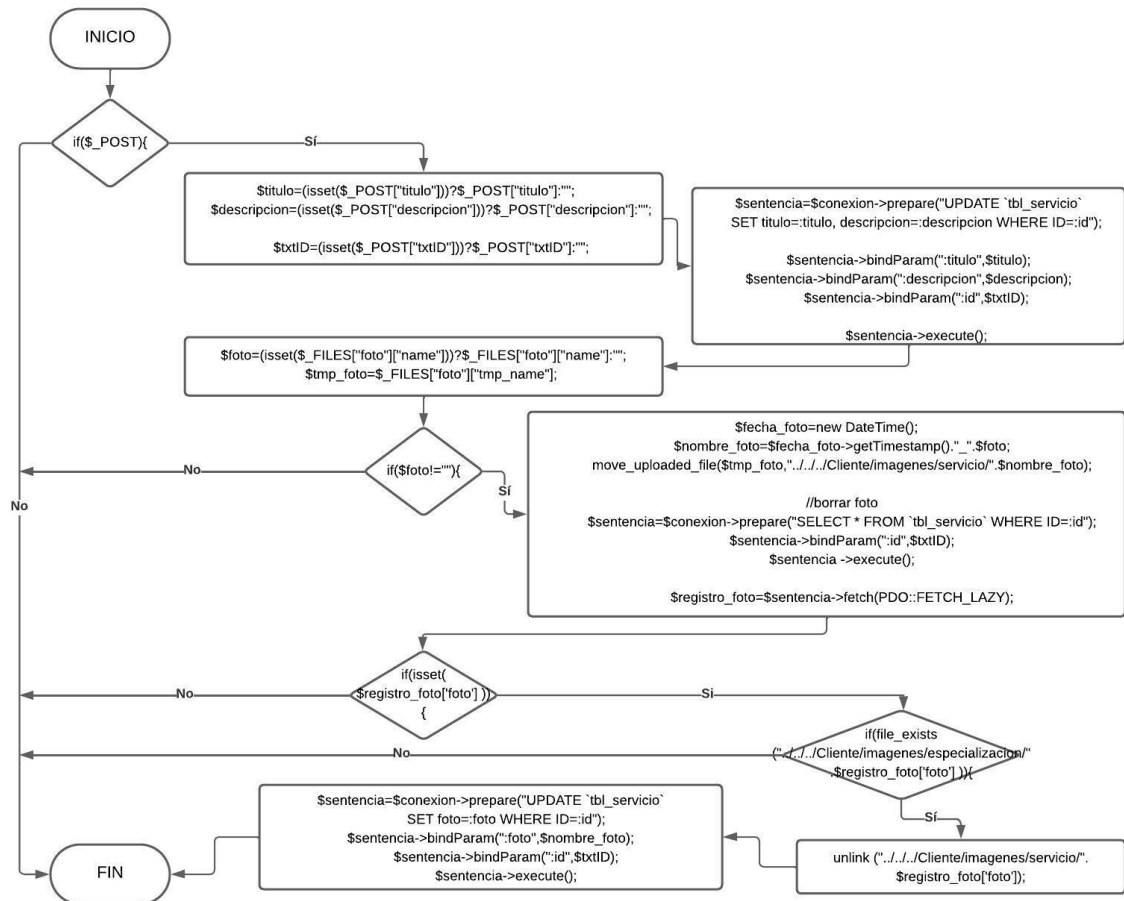 INICIO
if($_POST){
Sí
$titulo=(isset($_POST["titulo"]))?$_POST["titulo"]:"";
$descripcion=(isset($_POST["descripcion"]))?$_POST["descripcion"]:"";
$txtID=(isset($_POST["txtID"]))?$_POST["txtID"]:"";
$sentencia=$conexion->prepare("UPDATE `tbl_servicio`
SET titulo=:titulo, descripcion=:descripcion WHERE ID=:id");
$sentencia->bindParam(":titulo",$titulo);
$sentencia->bindParam(":descripcion",$descripcion);
$sentencia->bindParam(":id",$txtID);
$sentencia->execute();
$foto=(isset($_FILES["foto"]["name"]))?$_FILES["foto"]["name"]:"";
$tmp_foto=$_FILES["foto"]["tmp_name"];
if($foto!=""){
No
Sí
No
$fecha_foto=new DateTime();
$nombre_foto=$fecha_foto->getTimestamp()."_".$foto;
move_uploaded_file($tmp_foto,"../../../Cliente/imagenes/servicio/".$nombre_foto);
//borrar foto
$sentencia=$conexion->prepare("SELECT * FROM `tbl_servicio` WHERE ID=:id");
$sentencia->bindParam(":id",$txtID);
$sentencia ->execute();
$registro_foto=$sentencia->fetch(PDO::FETCH_LAZY);
if(isset(
$registro_foto['foto'] ))
{
No
Si
if(file_exists
("../../../Cliente/imagenes/especializacion/"
.$registro_foto['foto'] )){
No
Sí
unlink ("../../../Cliente/imagenes/servicio/".
$registro_foto['foto']);
$sentencia=$conexion->prepare("UPDATE `tbl_servicio`
SET foto=:foto WHERE ID=:id");
$sentencia->bindParam(":foto",$nombre_foto);
$sentencia->bindParam(":id",$txtID);
$sentencia->execute();
FIN